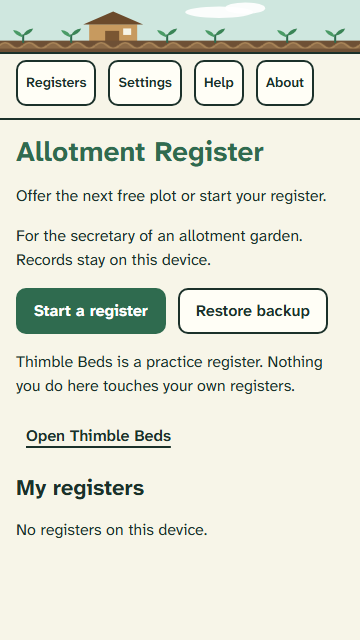 Registers
Settings
Help
About
Allotment Register
Offer the next free plot or start your register.
For the secretary of an allotment garden.
Records stay on this device.
Start a register
Restore backup
Thimble Beds is a practice register. Nothing
you do here touches your own registers.
Open Thimble Beds
My registers
No registers on this device.